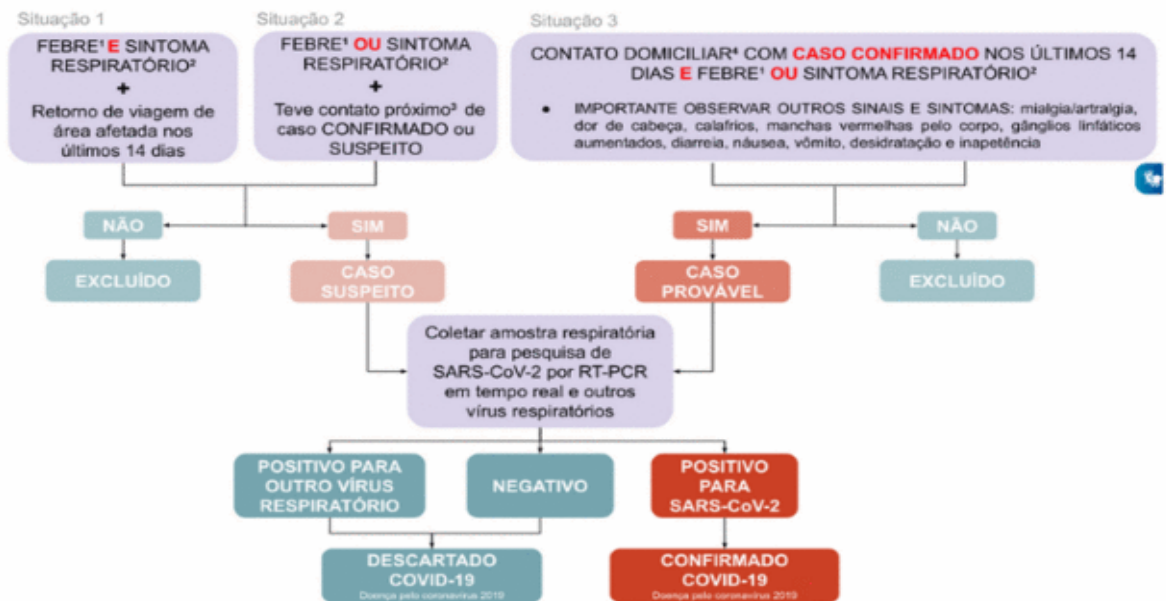 Situação 1
FEBRE¹ E SINTOMA
RESPIRATÓRIO²
+
Retorno de viagem de
área afetada nos
últimos 14 dias
Situação 2
FEBRE¹ OU SINTOMA
RESPIRATÓRIO²
+
Teve contato próximo³ de
caso CONFIRMADO ou
SUSPEITO
Situação 3
CONTATO DOMICILIAR⁴ COM CASO CONFIRMADO NOS ÚLTIMOS 14
DIAS E FEBRE¹ OU SINTOMA RESPIRATÓRIO²
• IMPORTANTE OBSERVAR OUTROS SINAIS E SINTOMAS: mialgia/artralgia,
dor de cabeça, calafrios, manchas vermelhas pelo corpo, gânglios linfáticos
aumentados, diarreia, náusea, vômito, desidratação e inapetência
NÃO
SIM
SIM
NÃO
EXCLUÍDO
CASO
SUSPEITO
CASO
PROVÁVEL
EXCLUÍDO
Coletar amostra respiratória
para pesquisa de
SARS-CoV-2 por RT-PCR
em tempo real e outros
vírus respiratórios
POSITIVO PARA
OUTRO VÍRUS
RESPIRATÓRIO
NEGATIVO
POSITIVO
PARA
SARS-CoV-2
DESCARTADO
COVID-19
Doença pelo coronavírus 2019
CONFIRMADO
COVID-19
Doença pelo coronavírus 2019